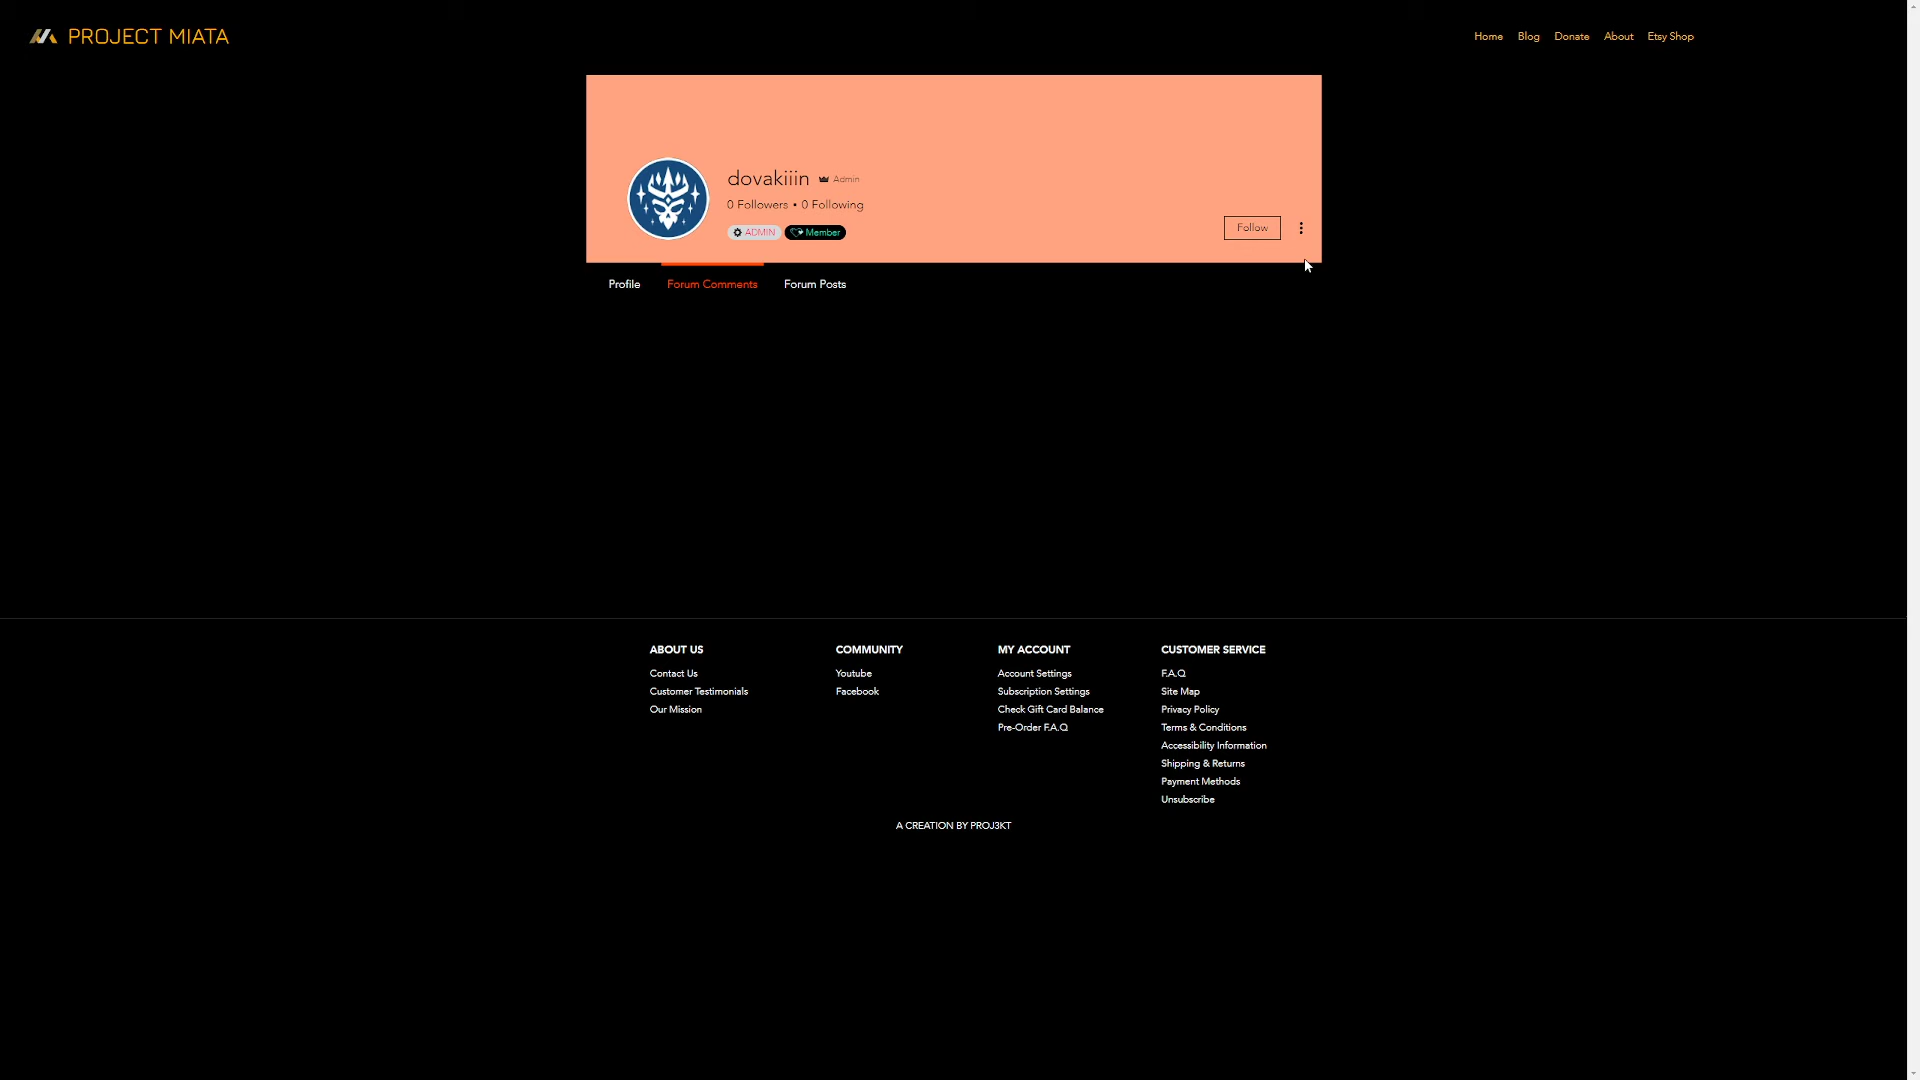 PROJECT MIATA
Home Blog Donate About Etsy Shop
dovakiiin Admin
0 Followers • 0 Following
ADMIN Member
Follow
Profile Forum Comments Forum Posts
ABOUT US
Contact Us
Customer Testimonials
Our Mission
COMMUNITY
Youtube
Facebook
MY ACCOUNT
Account Settings
Subscription Settings
Check Gift Card Balance
Pre-Order F.A.Q
CUSTOMER SERVICE
F.A.Q
Site Map
Privacy Policy
Terms & Conditions
Accessibility Information
Shipping & Returns
Payment Methods
Unsubscribe
A CREATION BY PROJ3KT